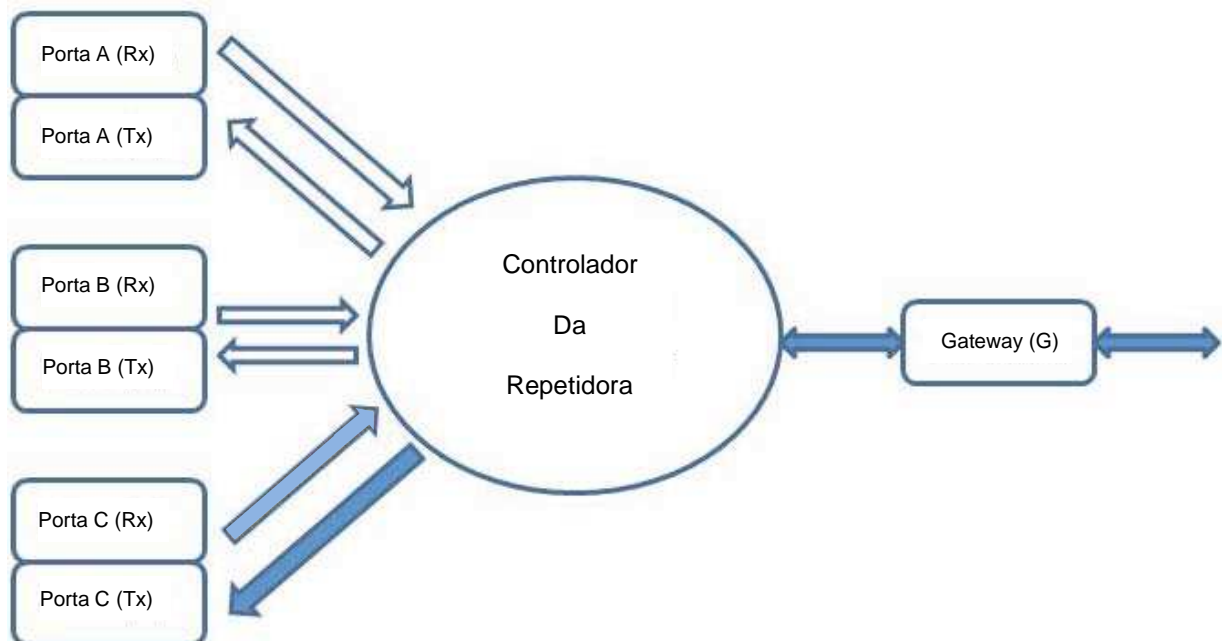 Porta A (Rx)
Porta A (Tx)
Porta B (Rx)
Porta B (Tx)
Porta C (Rx)
Porta C (Tx)
Controlador
Da
Repetidora
Gateway (G)